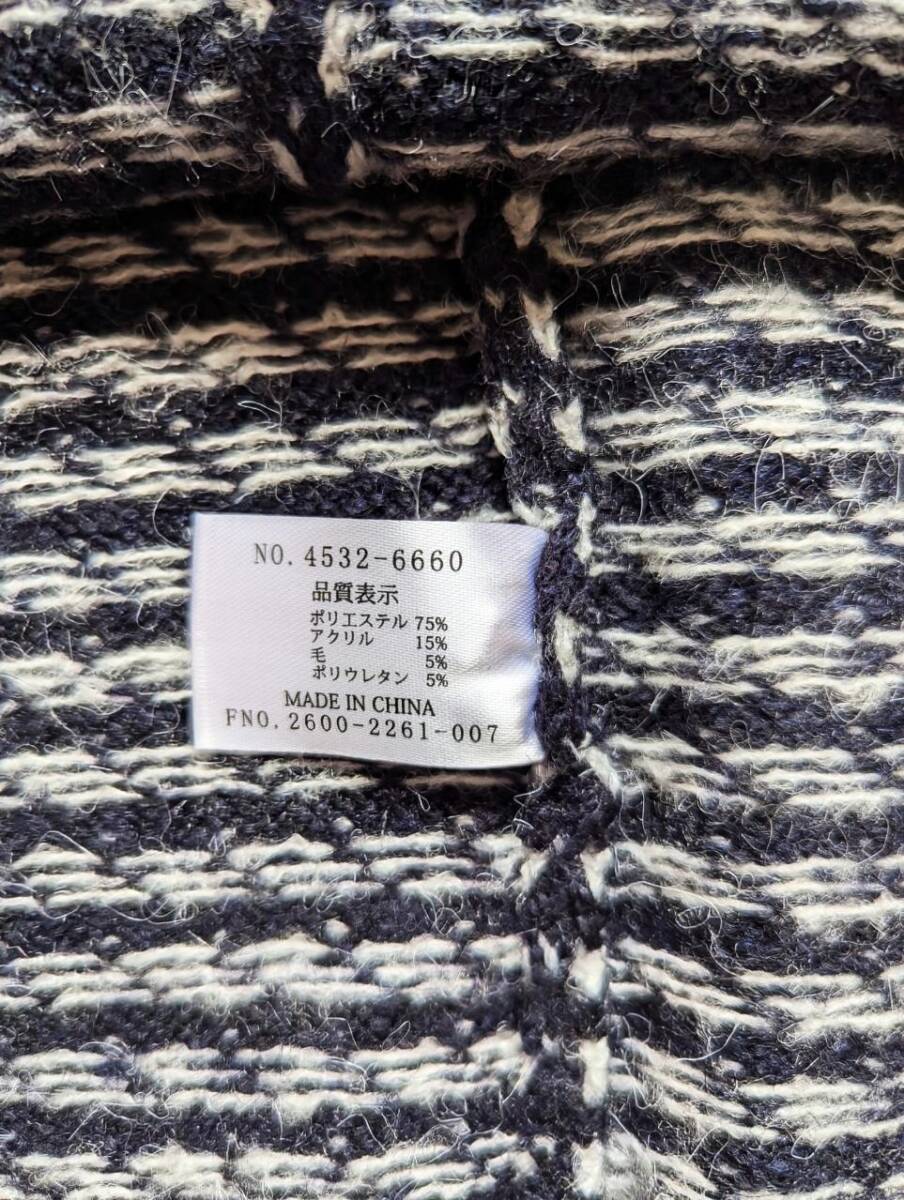 NO. 4532-6660
品質表示
ポリエステル 75%
アクリル 15%
毛 5%
ポリウレタン 5%
MADE IN CHINA
FNO. 2600-2261-007